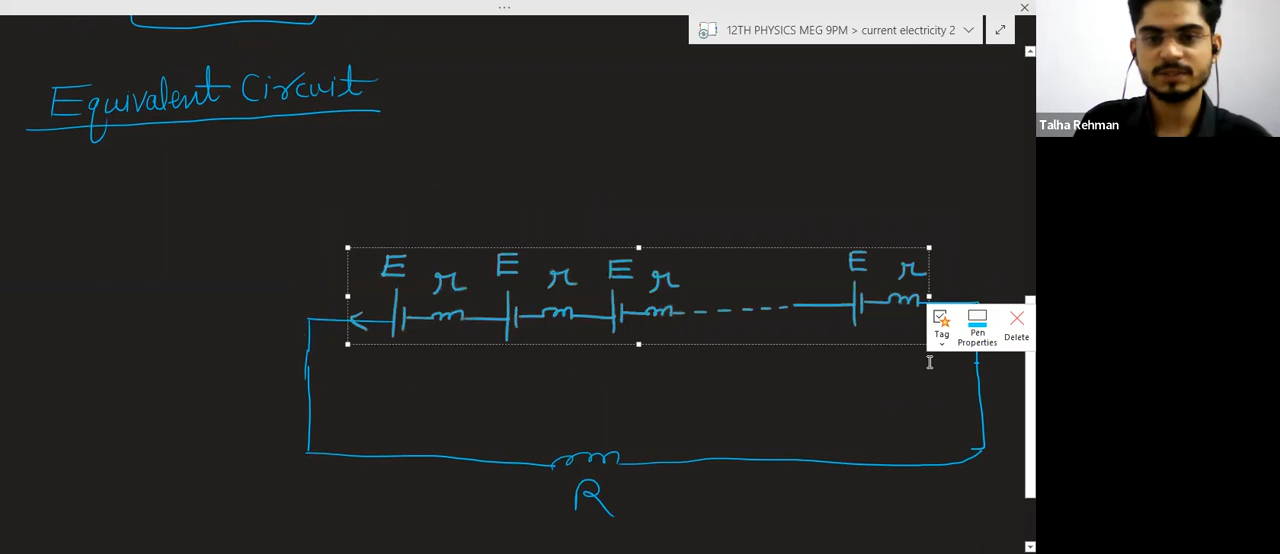 12TH PHYSICS MEG 9PM > current electricity 2
Talha Rehman
Equivalent Circuit
E r E r E r E r
Tag
Pen Properties
Delete
R